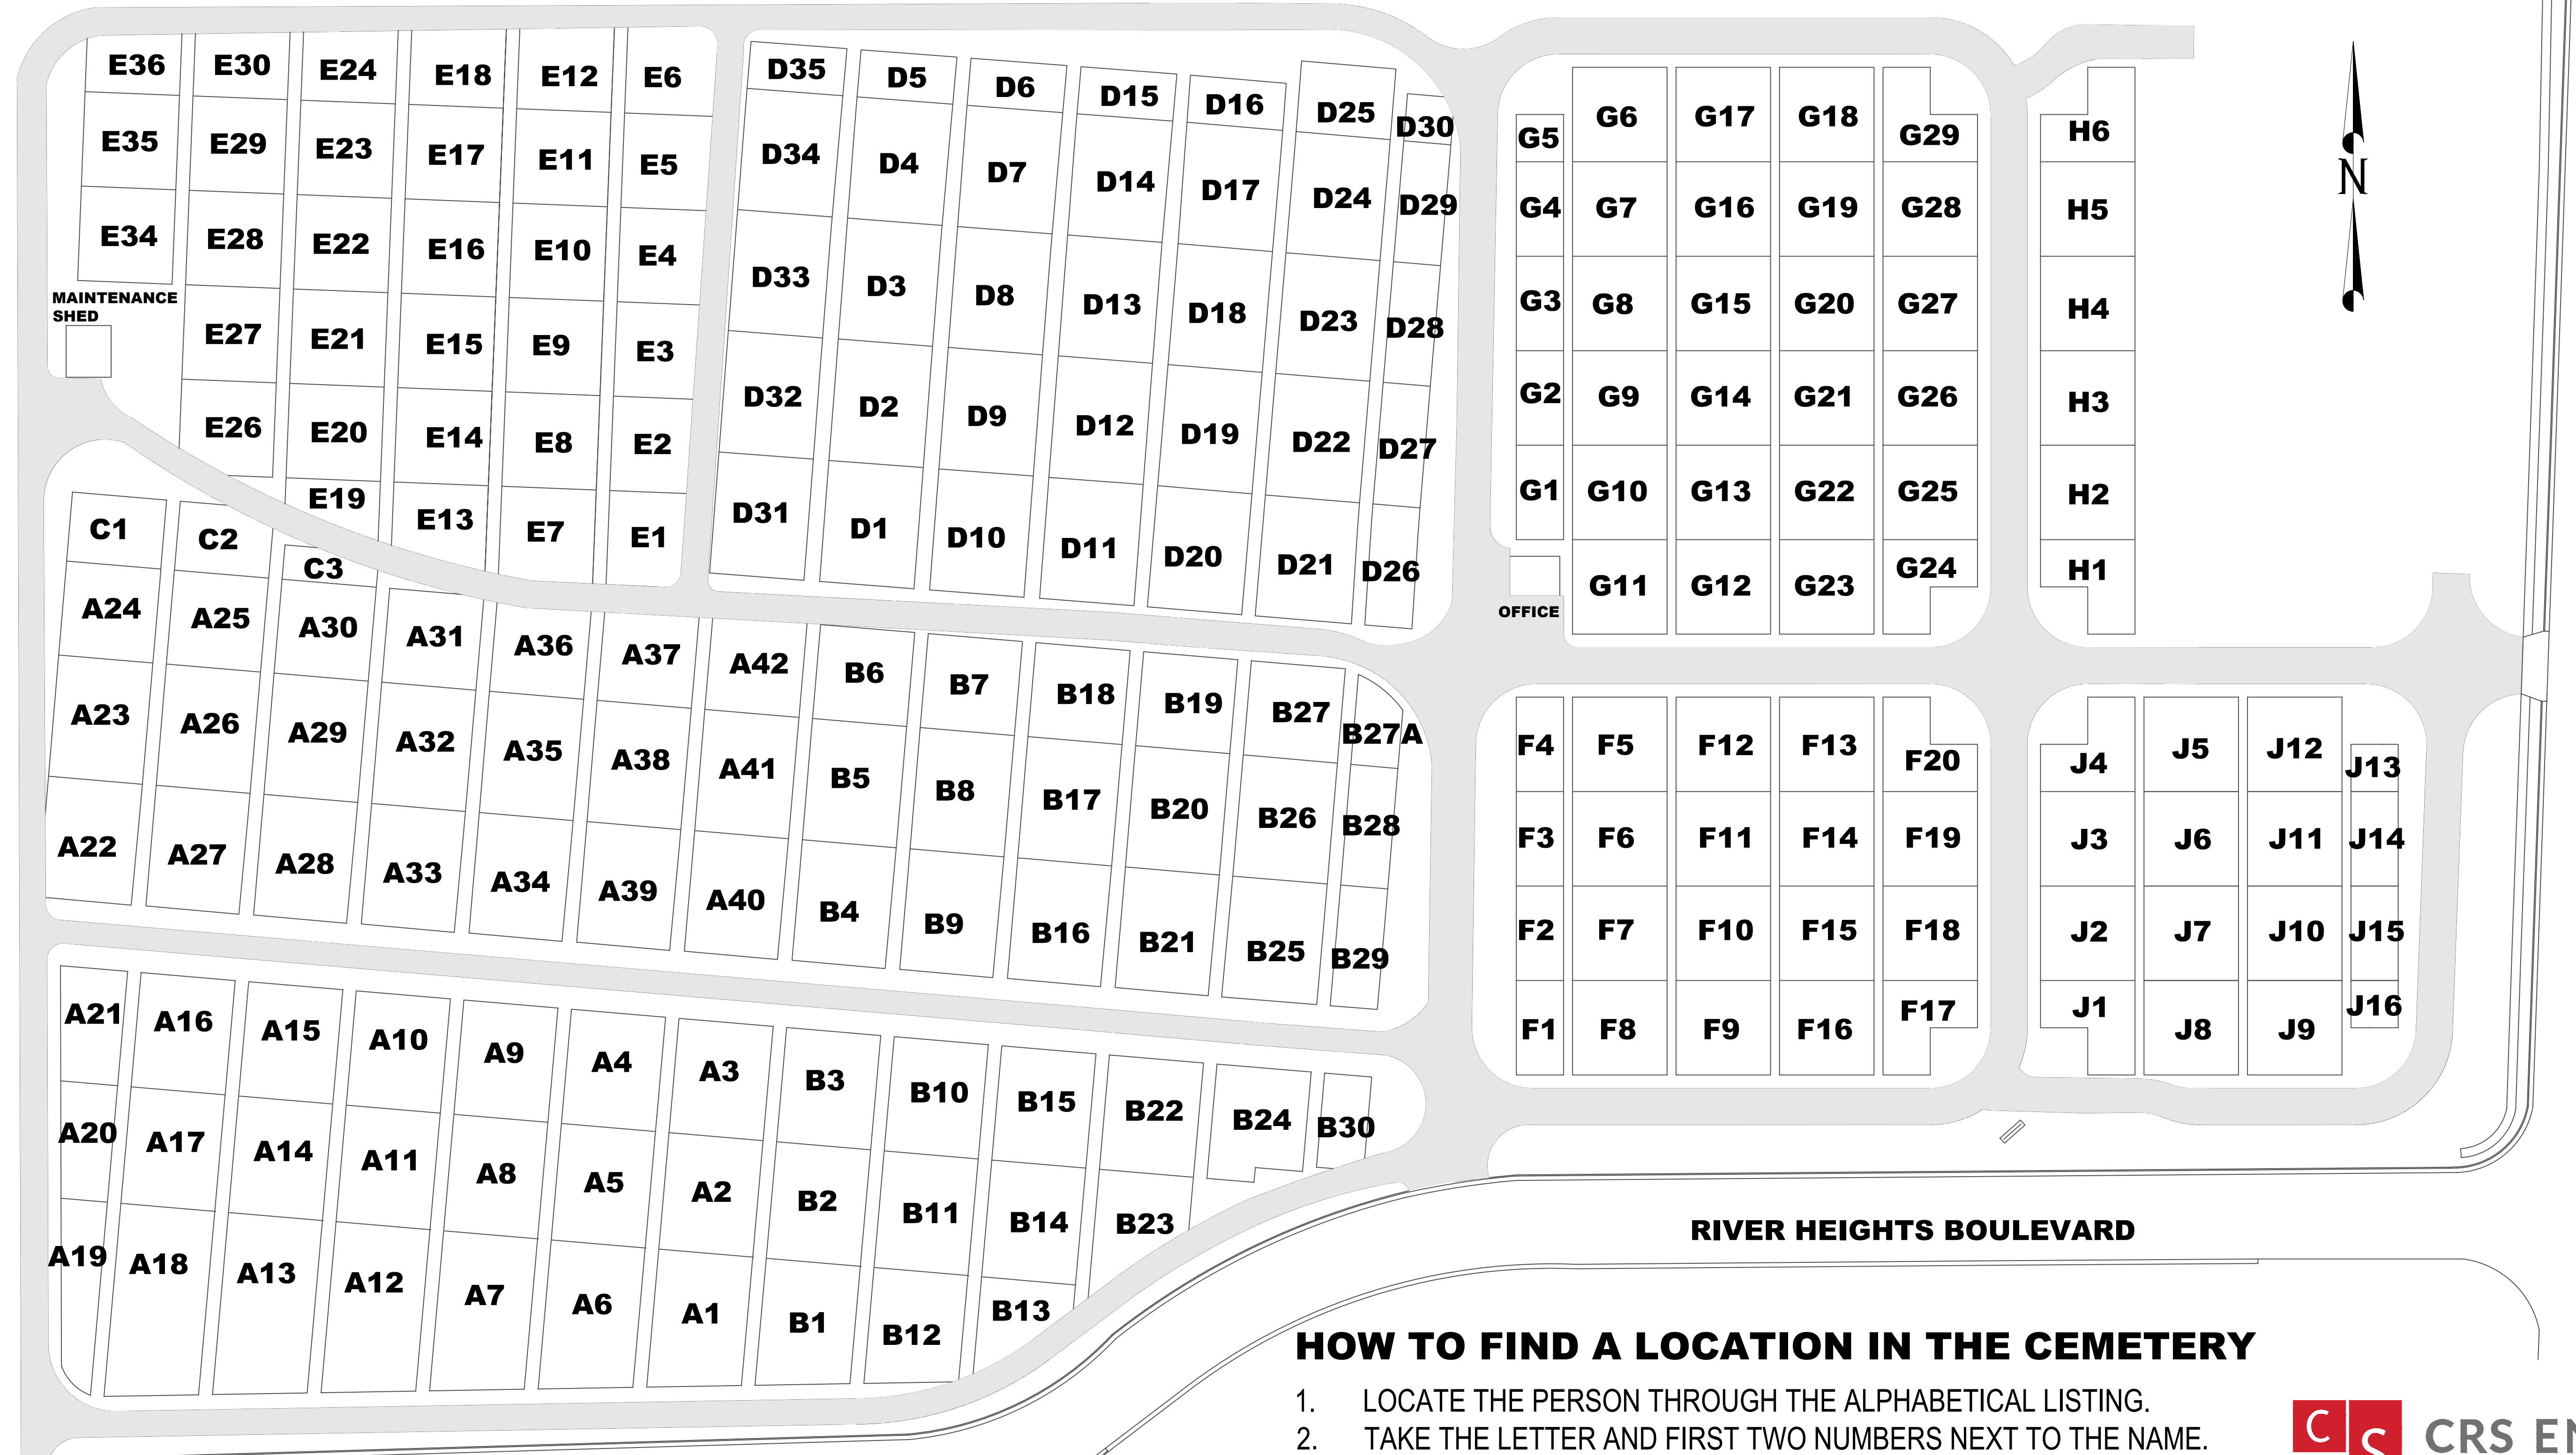 E36 E30 E24 E18 E12 E6 D35 D5 D6 D15 D16 D25 D30 G5 G6 G17 G18 G29 H6
E35 E29 E23 E17 E11 E5 D34 D4 D7 D14 D17 D24 D29 G4 G7 G16 G19 G28 H5
N
E34 E28 E22 E16 E10 E4 D33 D3 D8 D13 D18 D23 D28 G3 G8 G15 G20 G27 H4
MAINTENANCE
SHED
E27 E21 E15 E9 E3 D32 D2 D9 D12 D19 D22 D27 G2 G9 G14 G21 G26 H3
E26 E20 E14 E8 E2 D31 D1 D10 D11 D20 D21 D26 G1 G10 G13 G22 G25 H2
E19 E13 E7 E1 G11 G12 G23 G24 H1
OFFICE
C1 C2 C3
A24 A25 A30 A31 A36 A37 A42 B6 B7 B18 B19 B27 B27A F4 F5 F12 F13 F20 J4 J5 J12 J13
A23 A26 A29 A32 A35 A38 A41 B5 B8 B17 B20 B26 B28 F3 F6 F11 F14 F19 J3 J6 J11 J14
A22 A27 A28 A33 A34 A39 A40 B4 B9 B16 B21 B25 B29 F2 F7 F10 F15 F18 J2 J7 J10 J15
F1 F8 F9 F16 F17 J1 J8 J9 J16
A21 A16 A15 A10 A9 A4 A3 B3 B10 B15 B22 B24 B30
A20 A17 A14 A11 A8 A5 A2 B2 B11 B14 B23
A19 A18 A13 A12 A7 A6 A1 B1 B12 B13
RIVER HEIGHTS BOULEVARD
HOW TO FIND A LOCATION IN THE CEMETERY
1. LOCATE THE PERSON THROUGH THE ALPHABETICAL LISTING.
2. TAKE THE LETTER AND FIRST TWO NUMBERS NEXT TO THE NAME.
C S CRS